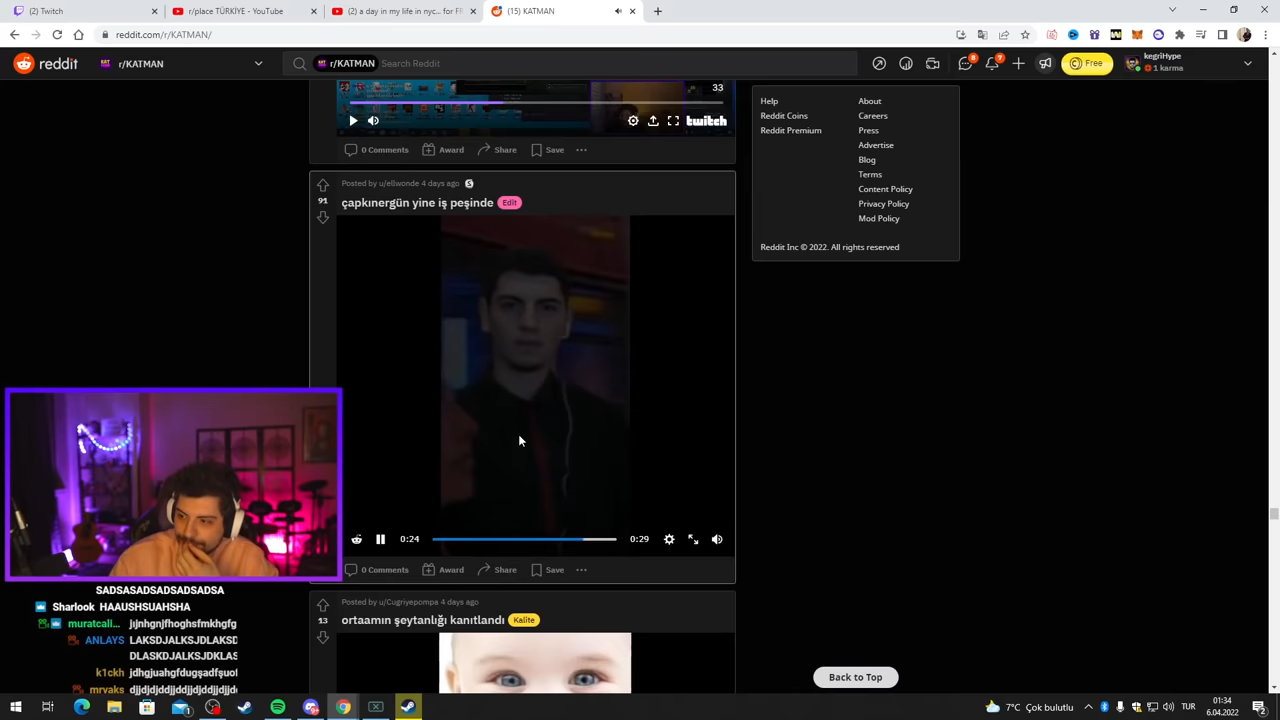 (2) Twitch
r/place TÜRKİYE - YouTube
(2) a day in my life in nyc... for FR
(15) KATMAN
reddit.com/r/KATMAN/
reddit
r/KATMAN
r/KATMAN
Search Reddit
8
7
Free
kegriHype
1 karma
33
twitch
0 Comments
Award
Share
Save
Help
About
Reddit Coins
Careers
Reddit Premium
Press
Advertise
Blog
Terms
Content Policy
Privacy Policy
Mod Policy
Reddit Inc © 2022. All rights reserved
Posted by u/ellwonde 4 days ago
91
çapkınergün yine iş peşinde
Edit
0:24
0:29
0 Comments
Award
Share
Save
Posted by u/Cugriyepompa 4 days ago
13
ortaamın şeytanlığı kanıtlandı
Kalite
SADSASADSADSADSADSA
Sharlook HAAUSHSUAHSHA
muratcall...
ANLAYS LAKSDJALKSJDLAKSD
DLASKDJALKSJDKLAS
k1ckh
mrvaks
Back to Top
7°C Çok bulutlu
TUR
01:34
6.04.2022
2